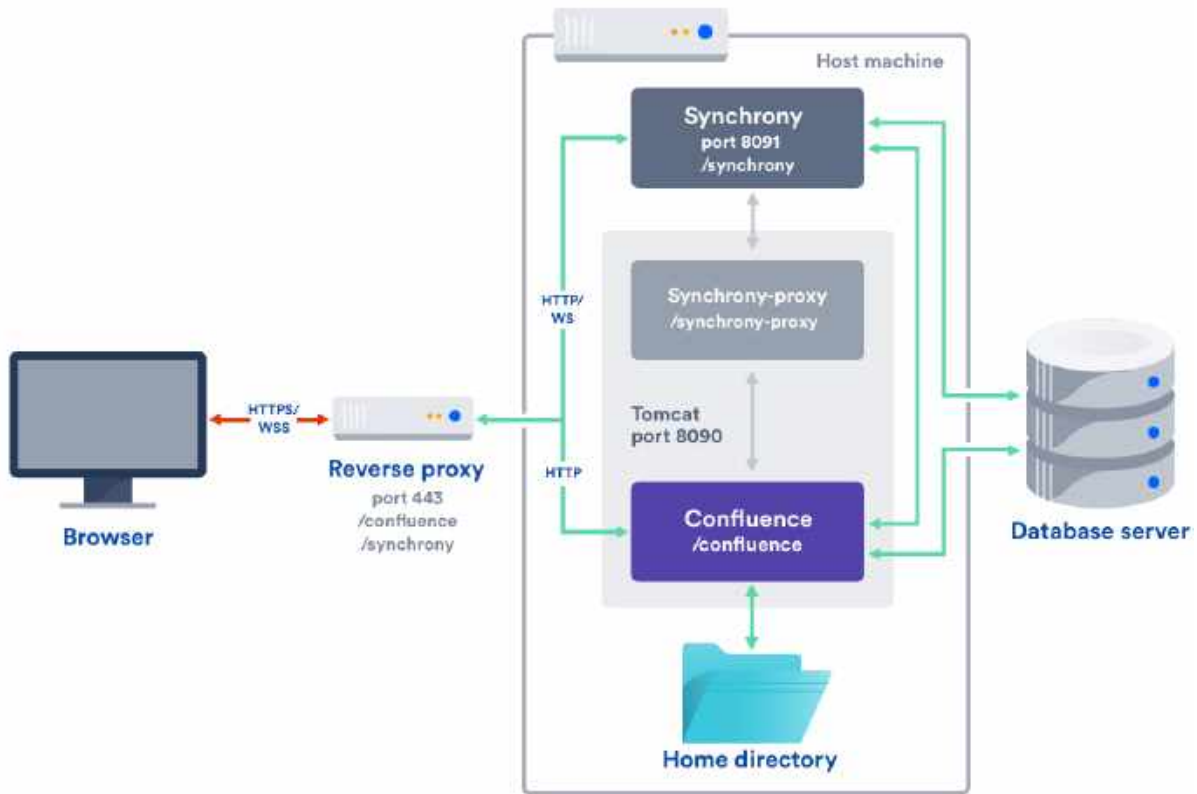 Host machine
Synchrony
port 8091
/synchrony
HTTP/
WS
Synchrony-proxy
/synchrony-proxy
HTTPS/
WSS
Tomcat
port 8090
Reverse proxy
port 443
/confluence
/synchrony
HTTP
Browser
Confluence
/confluence
Database server
Home directory